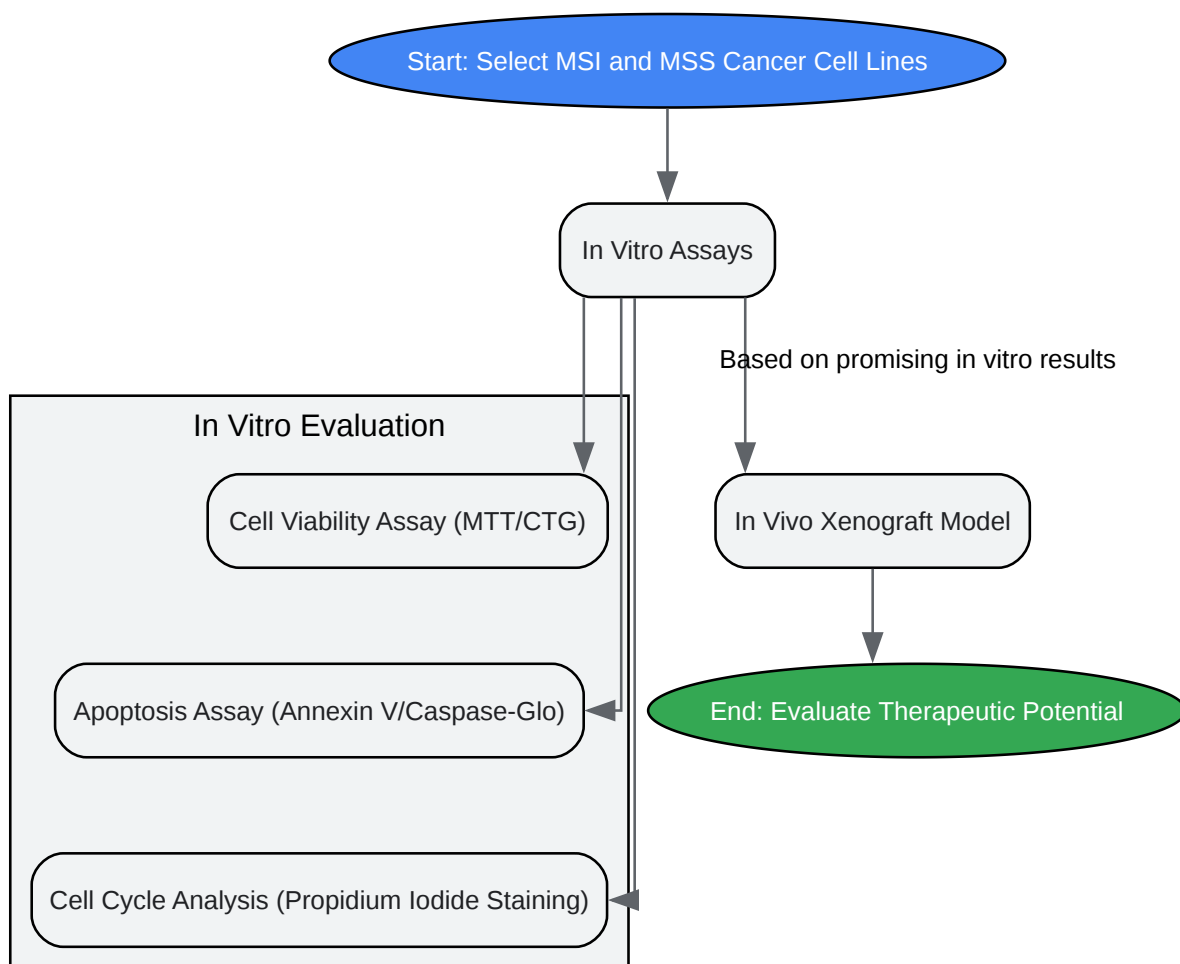 Start: Select MSI and MSS Cancer Cell Lines
In Vitro Assays
Based on promising in vitro results
In Vitro Evaluation
Cell Viability Assay (MTT/CTG)
In Vivo Xenograft Model
Apoptosis Assay (Annexin V/Caspase-Glo)
End: Evaluate Therapeutic Potential
Cell Cycle Analysis (Propidium Iodide Staining)